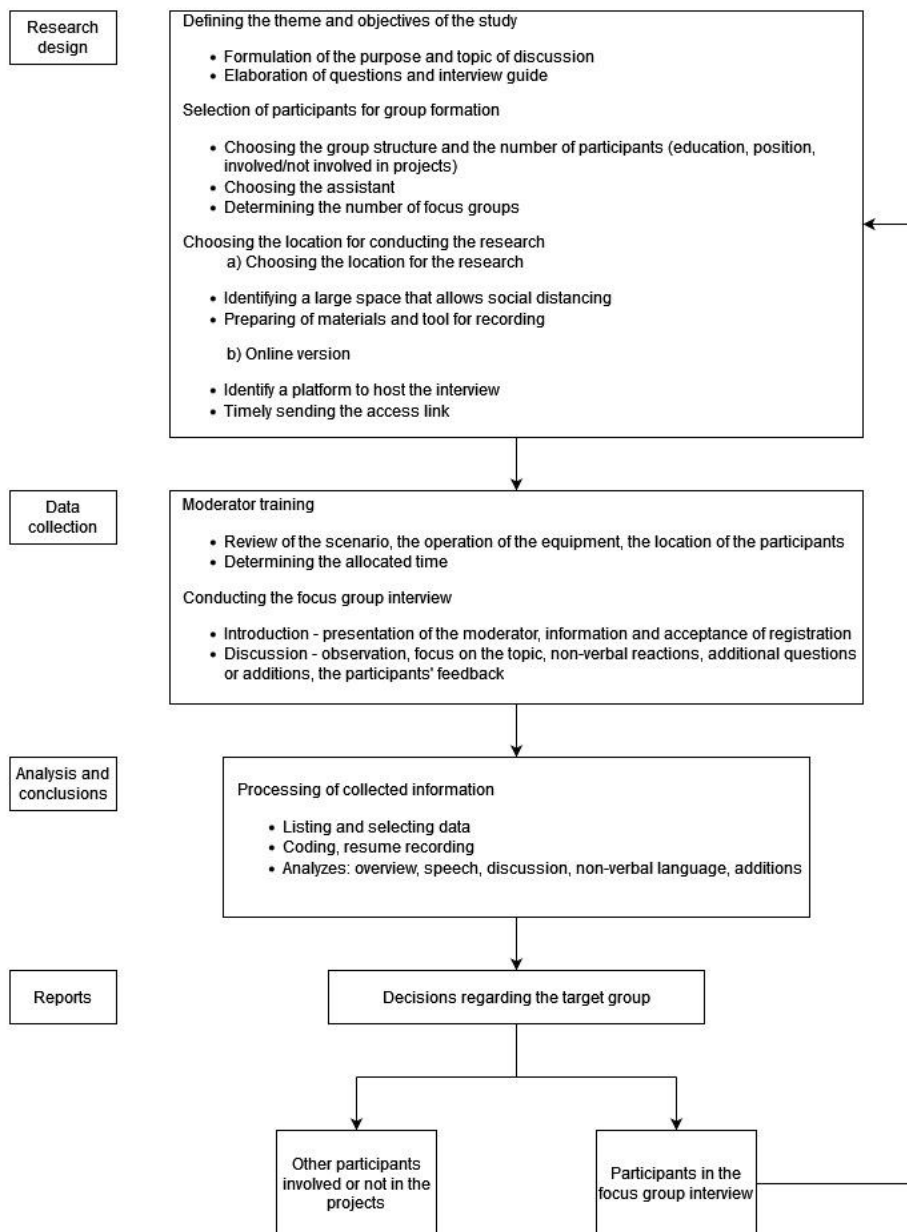 Research
design
Defining the theme and objectives of the study
• Formulation of the purpose and topic of discussion
• Elaboration of questions and interview guide
Selection of participants for group formation
• Choosing the group structure and the number of participants (education, position,
involved/not involved in projects)
• Choosing the assistant
• Determining the number of focus groups
Choosing the location for conducting the research
a) Choosing the location for the research
• Identifying a large space that allows social distancing
• Preparing of materials and tool for recording
b) Online version
• Identify a platform to host the interview
• Timely sending the access link
Data
collection
Moderator training
• Review of the scenario, the operation of the equipment, the location of the participants
• Determining the allocated time
Conducting the focus group interview
• Introduction - presentation of the moderator, information and acceptance of registration
• Discussion - observation, focus on the topic, non-verbal reactions, additional questions
or additions, the participants' feedback
Analysis and
conclusions
Processing of collected information
• Listing and selecting data
• Coding, resume recording
• Analyzes: overview, speech, discussion, non-verbal language, additions
Reports
Decisions regarding the target group
Other participants
involved or not in the
projects
Participants in the
focus group interview